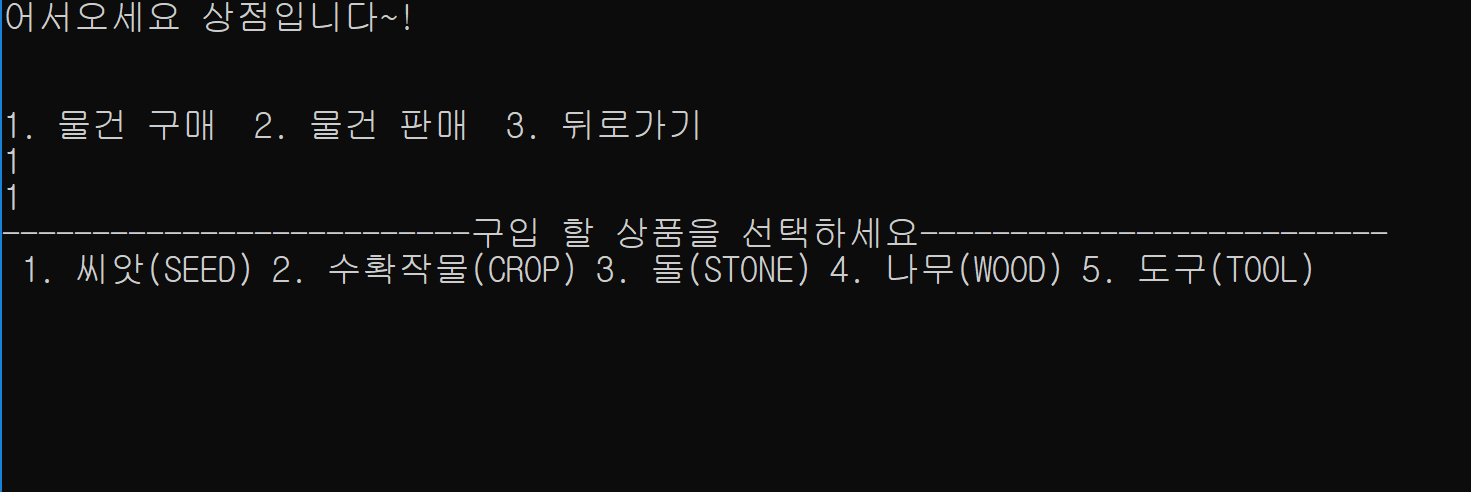 어서오세요 상점입니다~!
1. 물건 구매  2. 물건 판매  3. 뒤로가기
1
1
--------------------------구입 할 상품을 선택하세요--------------------------
1. 씨앗(SEED) 2. 수확작물(CROP) 3. 돌(STONE) 4. 나무(WOOD) 5. 도구(TOOL)